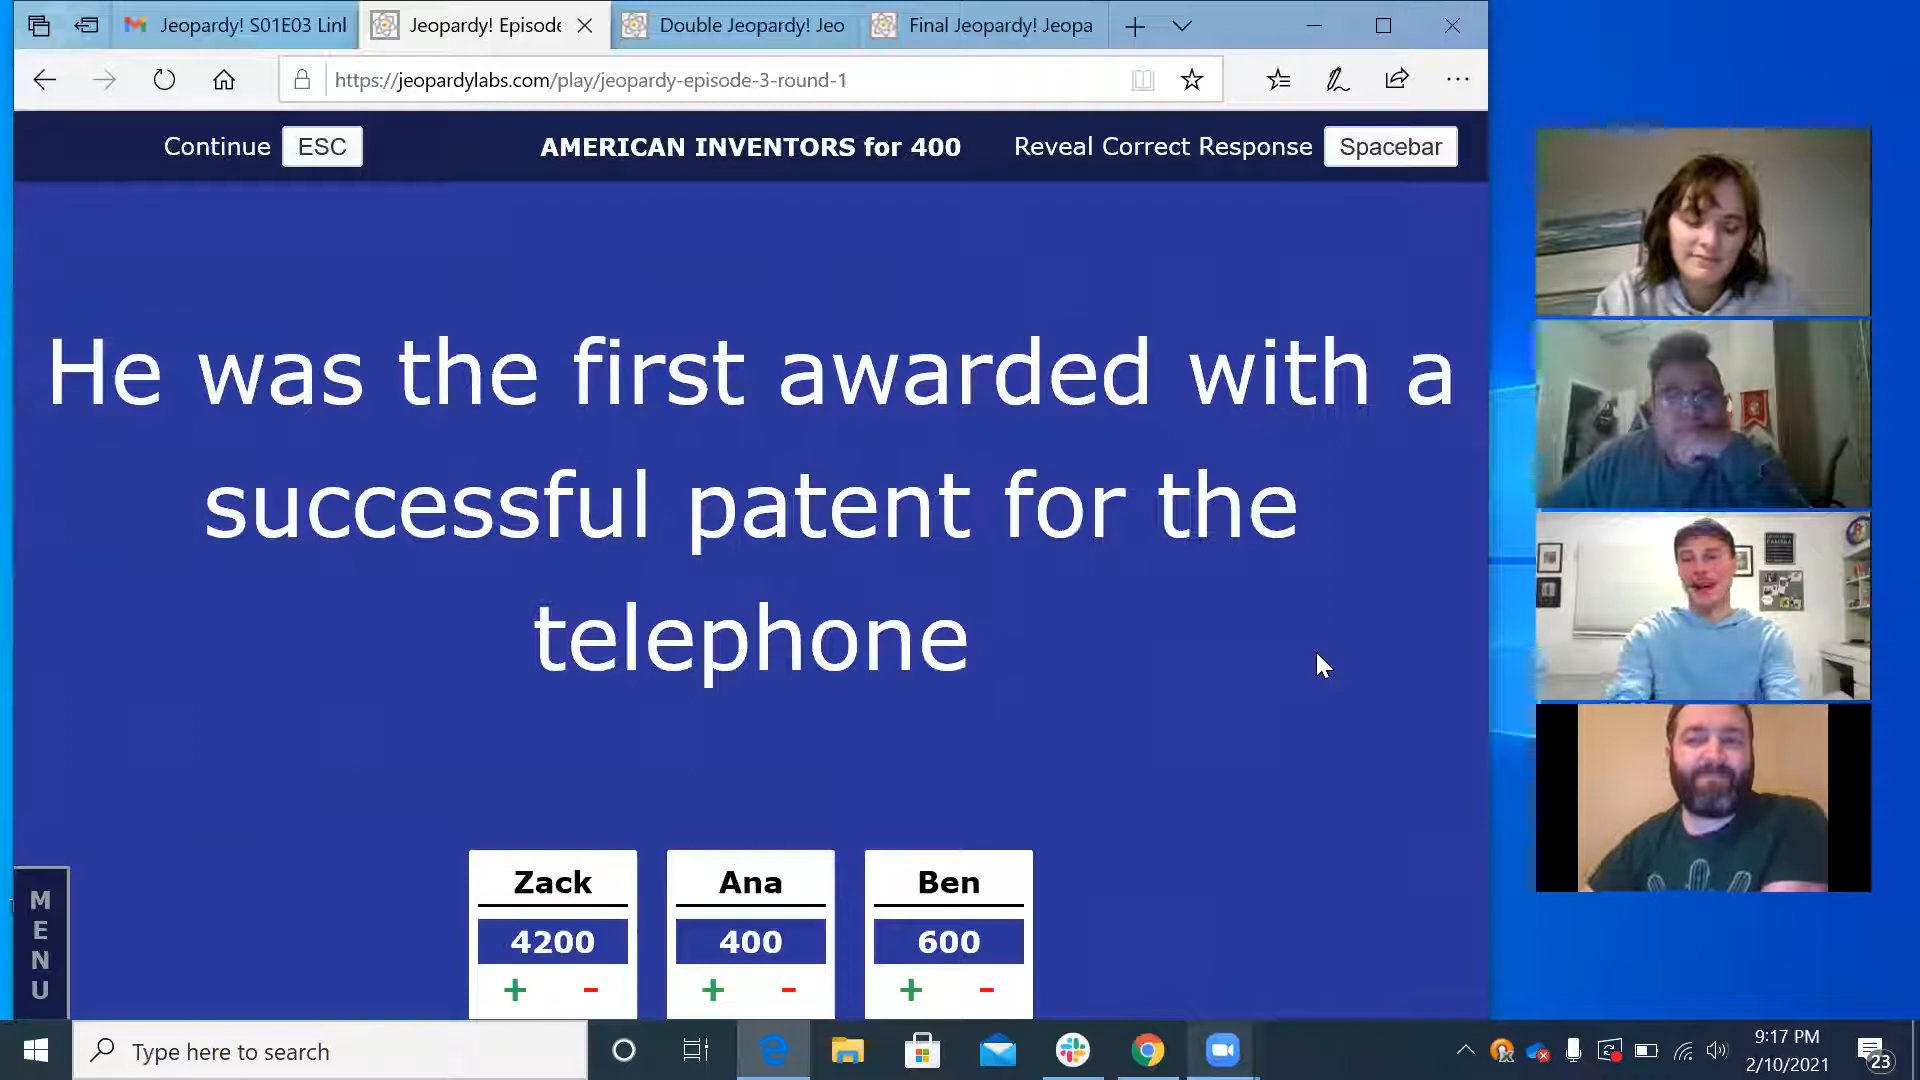 Jeopardy! S01E03 Linl
Jeopardy! Episode
Double Jeopardy! Jeo
Final Jeopardy! Jeopa
https://jeopardylabs.com/play/jeopardy-episode-3-round-1
Continue ESC AMERICAN INVENTORS for 400 Reveal Correct Response Spacebar
He was the first awarded with a
successful patent for the
telephone
MENU
Zack Ana Ben
4200 400 600
+ - + - + -
Type here to search
9:17 PM
2/10/2021
23